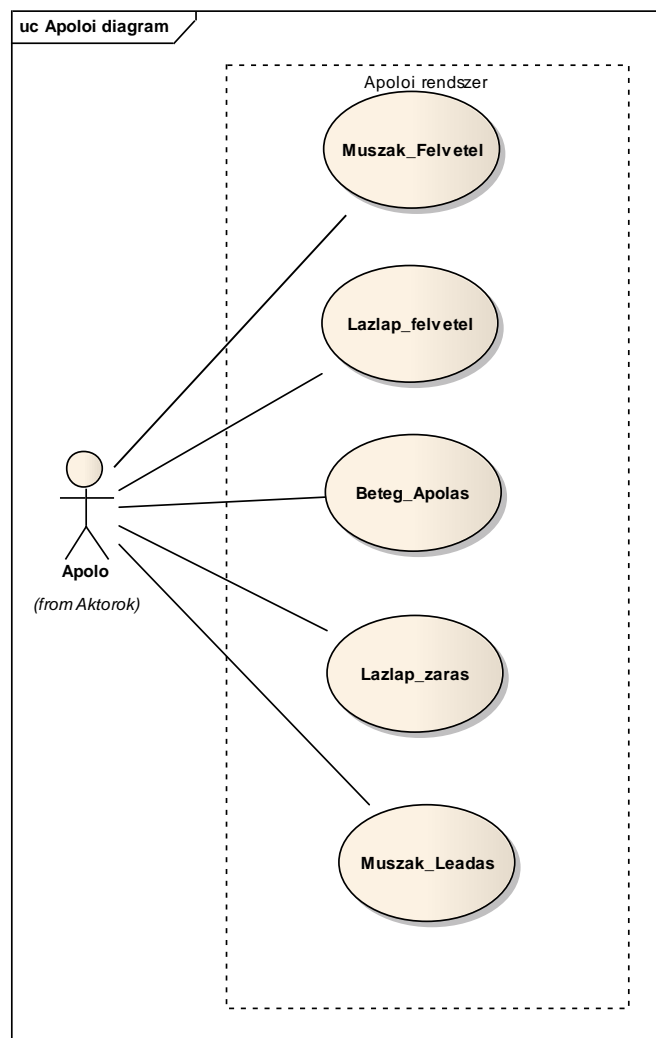 uc Apoloi diagram
Apoloi rendszer
Muszak_Felvetel
Lazlap_felvetel
Beteg_Apolas
Apolo
(from Aktorok)
Lazlap_zaras
Muszak_Leadas